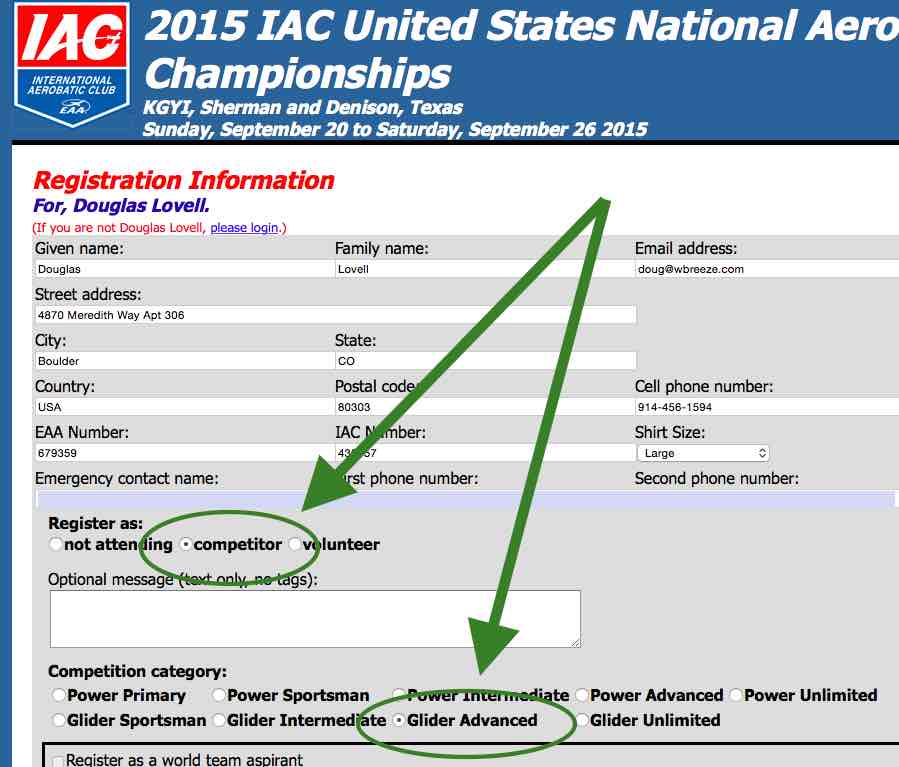 IAC
INTERNATIONAL
AEROBATIC CLUB
EAA
2015 IAC United States National Aero
Championships
KGYI, Sherman and Denison, Texas
Sunday, September 20 to Saturday, September 26 2015
Registration Information
For, Douglas Lovell.
(If you are not Douglas Lovell, please login.)
Given name: Family name: Email address:
Douglas Lovell doug@wbreeze.com
Street address:
4870 Meredith Way Apt 306
City: State:
Boulder CO
Country: Postal code: Cell phone number:
USA 80303 914-456-1594
EAA Number: IAC Number: Shirt Size:
679359 Large
Emergency contact name: First phone number: Second phone number:
Register as:
not attending competitor volunteer
Optional message (text only, no tags):
Competition category:
Power Primary Power Sportsman Power Intermediate Power Advanced Power Unlimited
Glider Sportsman Glider Intermediate Glider Advanced Glider Unlimited
Register as a world team aspirant